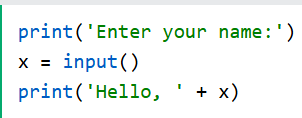 print('Enter your name:')
x = input()
print('Hello, ' + x)